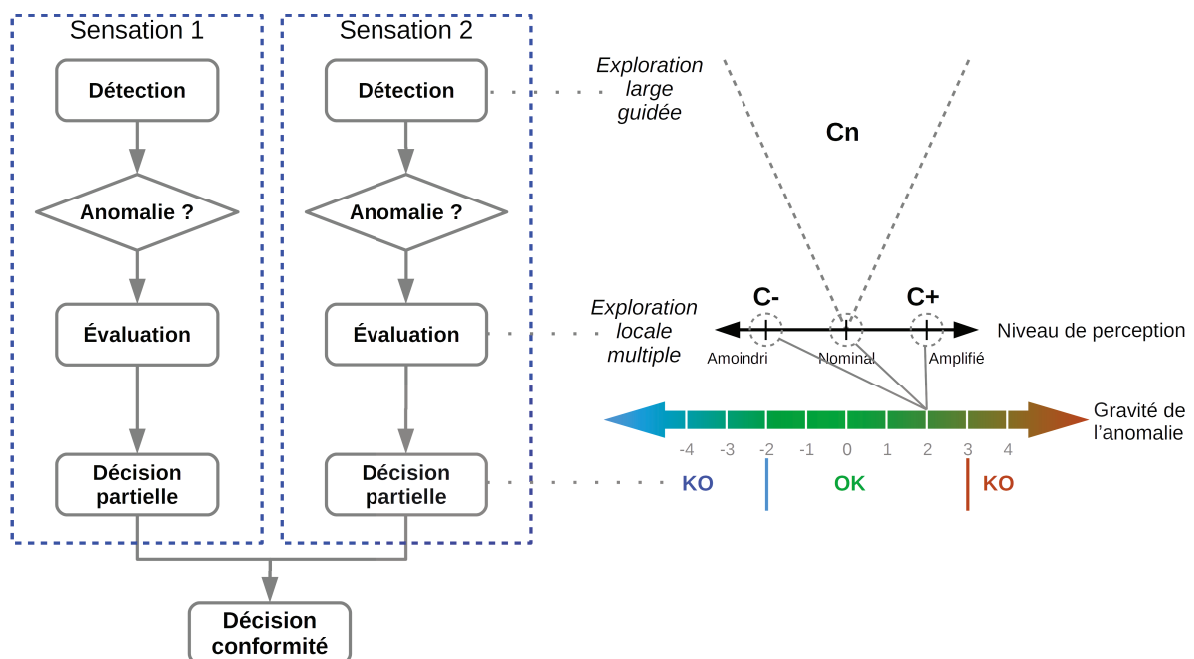 Sensation 1
Détection
Anomalie ?
Évaluation
Décision
partielle
Sensation 2
Détection
Anomalie ?
Évaluation
Décision
partielle
Décision
conformité
Exploration
large
guidée
Cn
Exploration
locale
multiple
C-
C+
Niveau de perception
Amoindri
Nominal
Amplifié
Gravité de
l'anomalie
-4 -3 -2 -1 0 1 2 3 4
KO
OK
KO